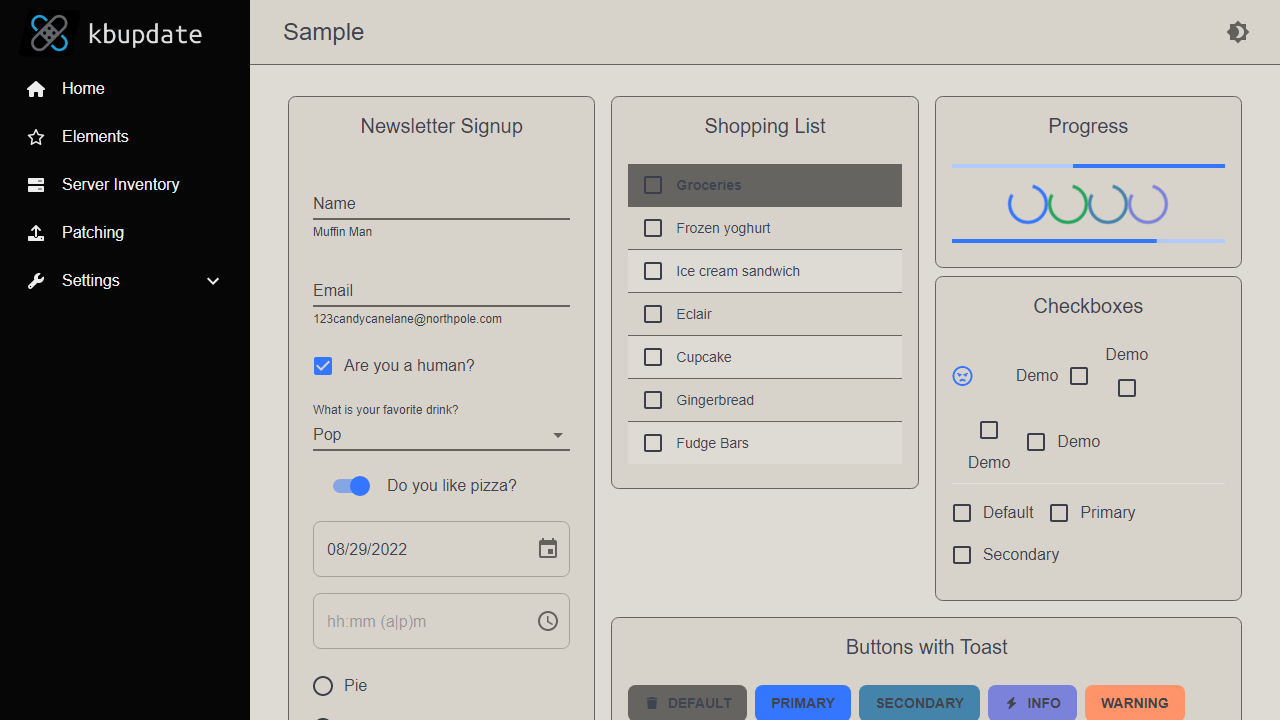 kbupdate
Home
Elements
Server Inventory
Patching
Settings
Sample
Newsletter Signup
Name
Muffin Man
Email
123candycanelane@northpole.com
Are you a human?
What is your favorite drink?
Pop
Do you like pizza?
08/29/2022
hh:mm (a|p)m
Pie
Shopping List
Groceries
Frozen yoghurt
Ice cream sandwich
Eclair
Cupcake
Gingerbread
Fudge Bars
Progress
Checkboxes
Demo
Demo
Demo
Demo
Default
Primary
Secondary
Buttons with Toast
DEFAULT
PRIMARY
SECONDARY
INFO
WARNING